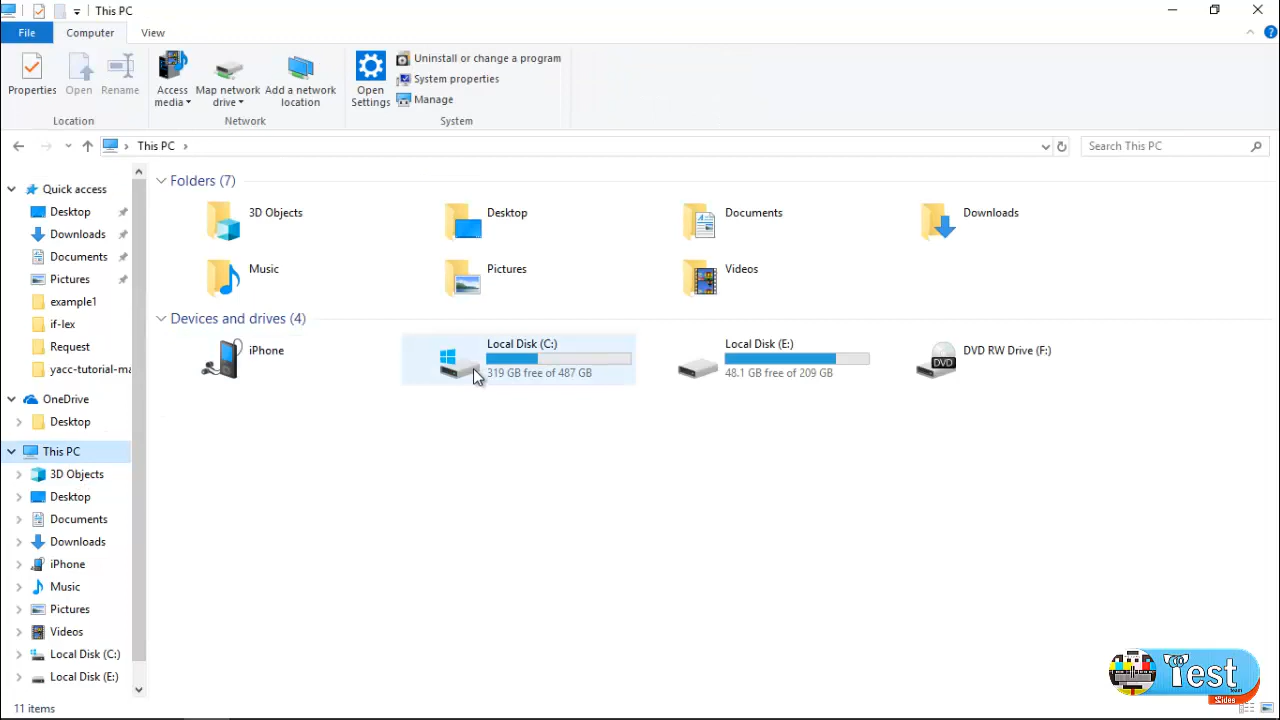 This PC
File Computer View
Properties Open Rename Access media Map network drive Add a network location Open Settings Uninstall or change a program
System properties
Manage
Location Network System
This PC Search This PC
Quick access
Desktop
Downloads
Documents
Pictures
example1
if-lex
Request
yacc-tutorial-ma
OneDrive
Desktop
This PC
3D Objects
Desktop
Documents
Downloads
iPhone
Music
Pictures
Videos
Local Disk (C:)
Local Disk (E:)
Folders (7)
3D Objects Desktop Documents Downloads
Music Pictures Videos
Devices and drives (4)
iPhone
Local Disk (C:)
319 GB free of 487 GB
Local Disk (E:)
48.1 GB free of 209 GB
DVD
DVD RW Drive (F:)
11 items
Test
team
Sides